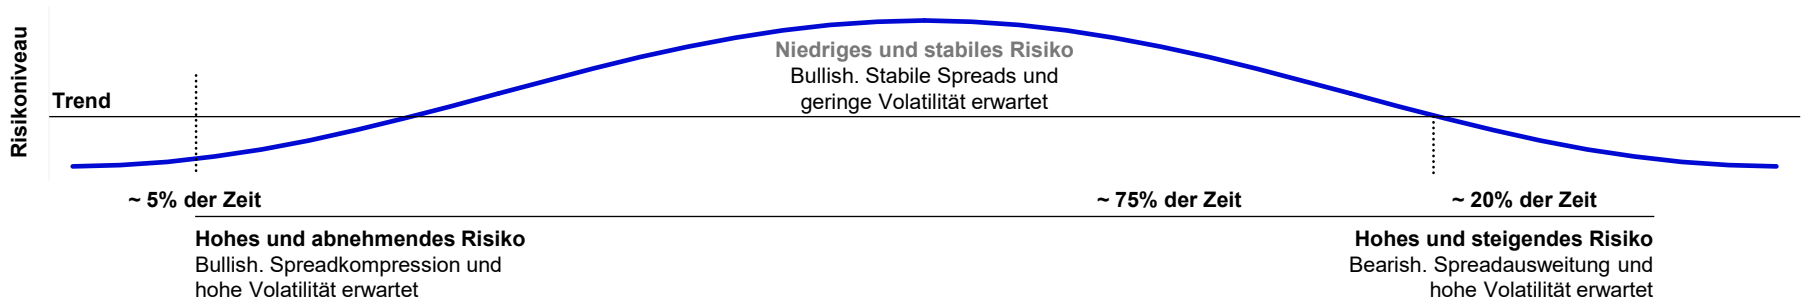 Risikoniveau
Trend
Niedriges und stabiles Risiko
Bullish. Stabile Spreads und
geringe Volatilität erwartet
~ 5% der Zeit
~ 75% der Zeit
~ 20% der Zeit
Hohes und abnehmendes Risiko
Bullish. Spreadkompression und
hohe Volatilität erwartet
Hohes und steigendes Risiko
Bearish. Spreadausweitung und
hohe Volatilität erwartet